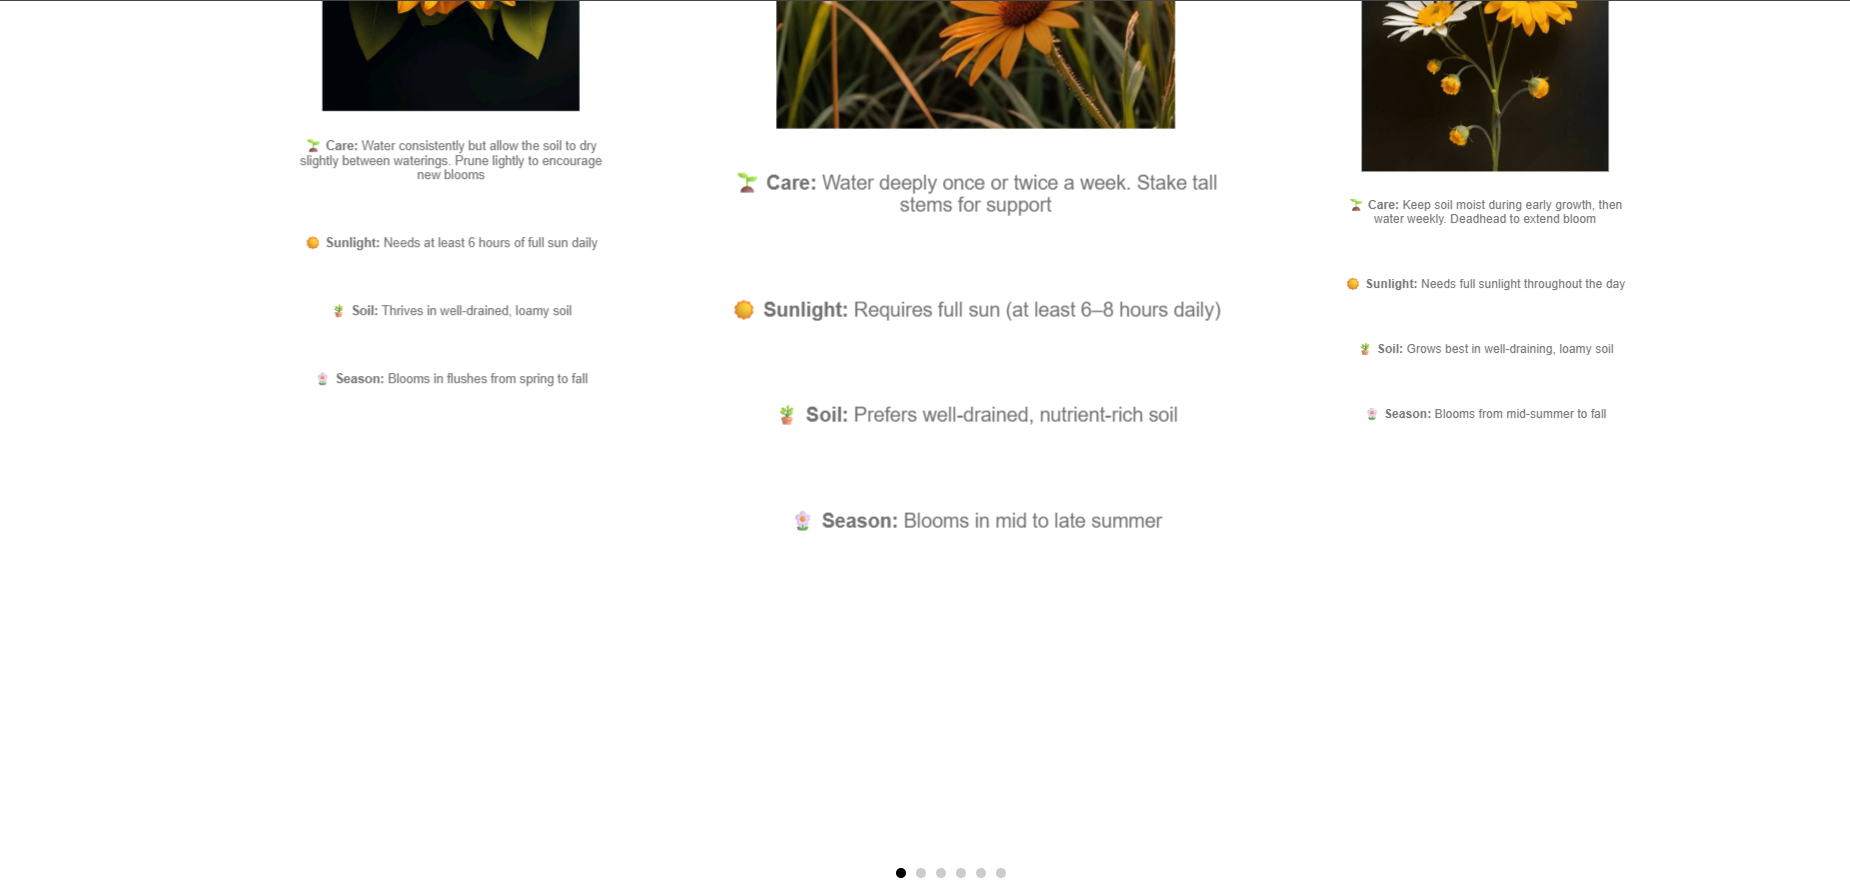 Care: Water consistently but allow the soil to dry
slightly between waterings. Prune lightly to encourage
new blooms
Sunlight: Needs at least 6 hours of full sun daily
Soil: Thrives in well-drained, loamy soil
Season: Blooms in flushes from spring to fall
Care: Water deeply once or twice a week. Stake tall
stems for support
Sunlight: Requires full sun (at least 6–8 hours daily)
Soil: Prefers well-drained, nutrient-rich soil
Season: Blooms in mid to late summer
Care: Keep soil moist during early growth, then
water weekly. Deadhead to extend bloom
Sunlight: Needs full sunlight throughout the day
Soil: Grows best in well-draining, loamy soil
Season: Blooms from mid-summer to fall